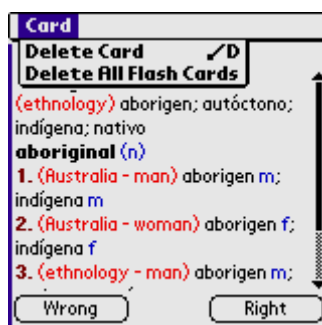 Card
Delete Card ✓D
Delete All Flash Cards
(ethnology) aborigen; autóctono;
indígena; nativo
aboriginal (n)
1. (Australia - man) aborigen m;
indígena m
2. (Australia - woman) aborigen f;
indígena f
3. (ethnology - man) aborigen m;
Wrong Right